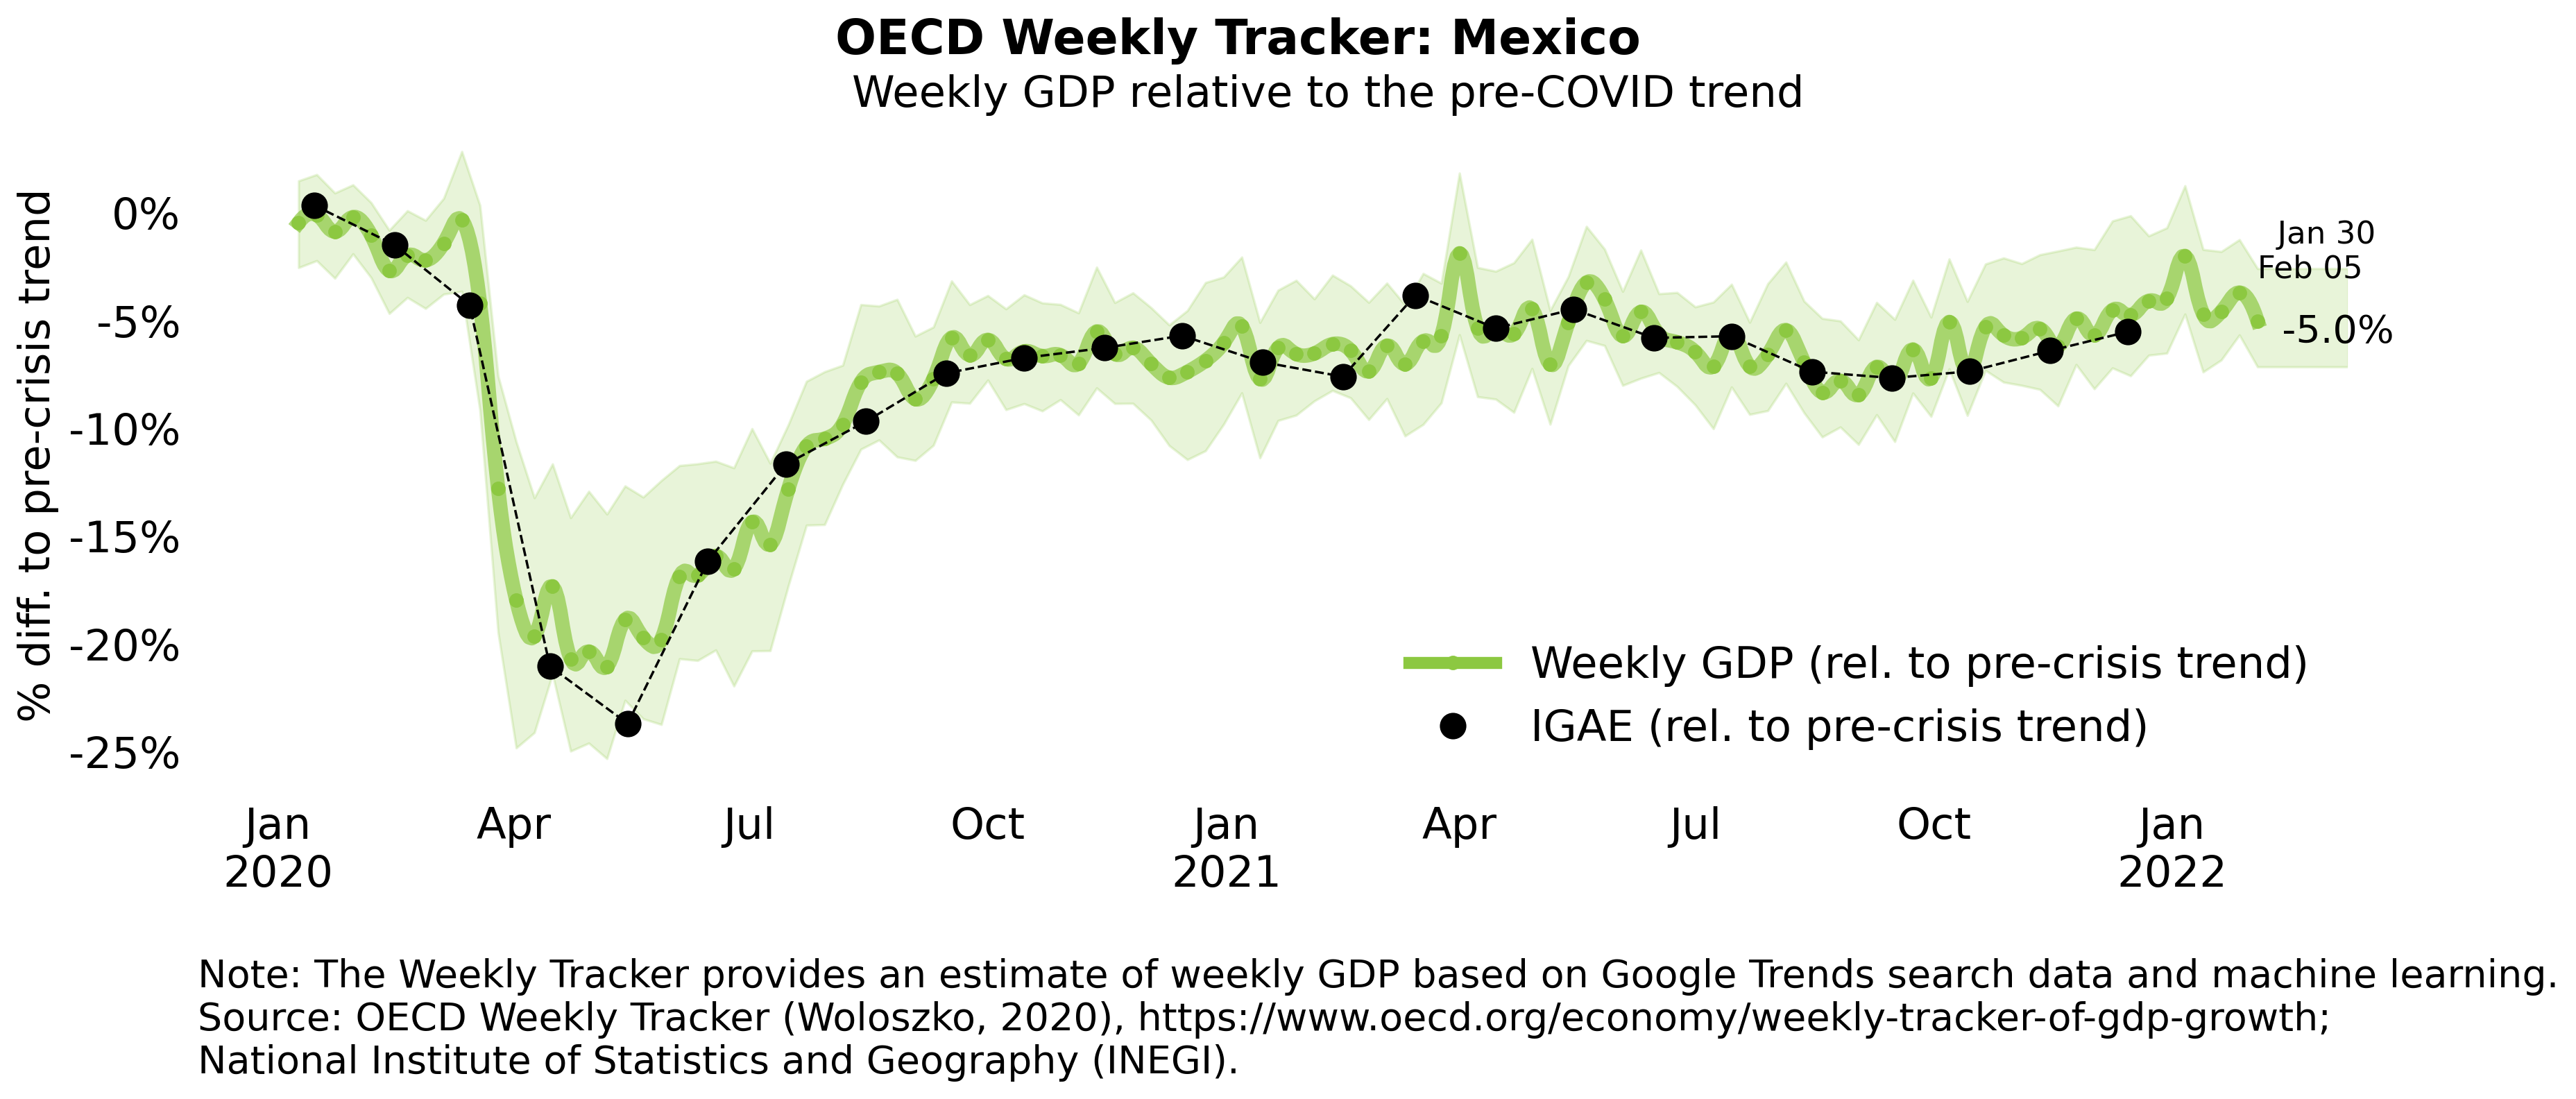 OECD Weekly Tracker: Mexico
Weekly GDP relative to the pre-COVID trend
% diff. to pre-crisis trend
0%
-5%
-10%
-15%
-20%
-25%
Jan 30
Feb 05
-5.0%
Weekly GDP (rel. to pre-crisis trend)
IGAE (rel. to pre-crisis trend)
Jan Apr Jul Oct Jan Apr Jul Oct Jan
2020 2021 2022
Note: The Weekly Tracker provides an estimate of weekly GDP based on Google Trends search data and machine learning.
Source: OECD Weekly Tracker (Woloszko, 2020), https://www.oecd.org/economy/weekly-tracker-of-gdp-growth;
National Institute of Statistics and Geography (INEGI).